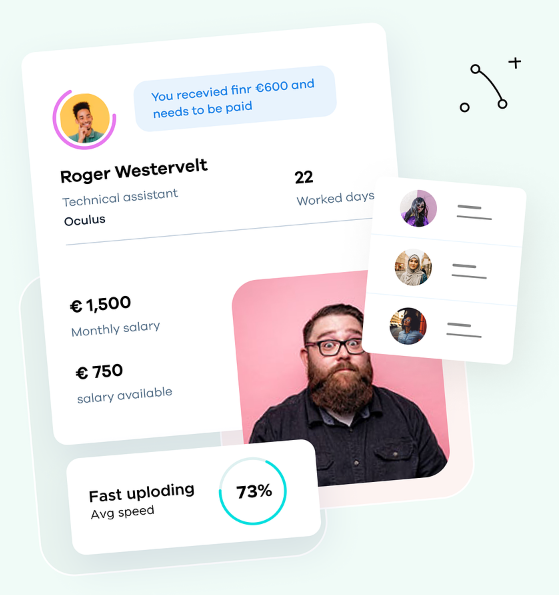 You recevied finr €600 and
needs to be paid
Roger Westervelt
Technical assistant
Oculus
22
Worked days
€ 1,500
Monthly salary
€ 750
salary available
Fast uploding
Avg speed
73%